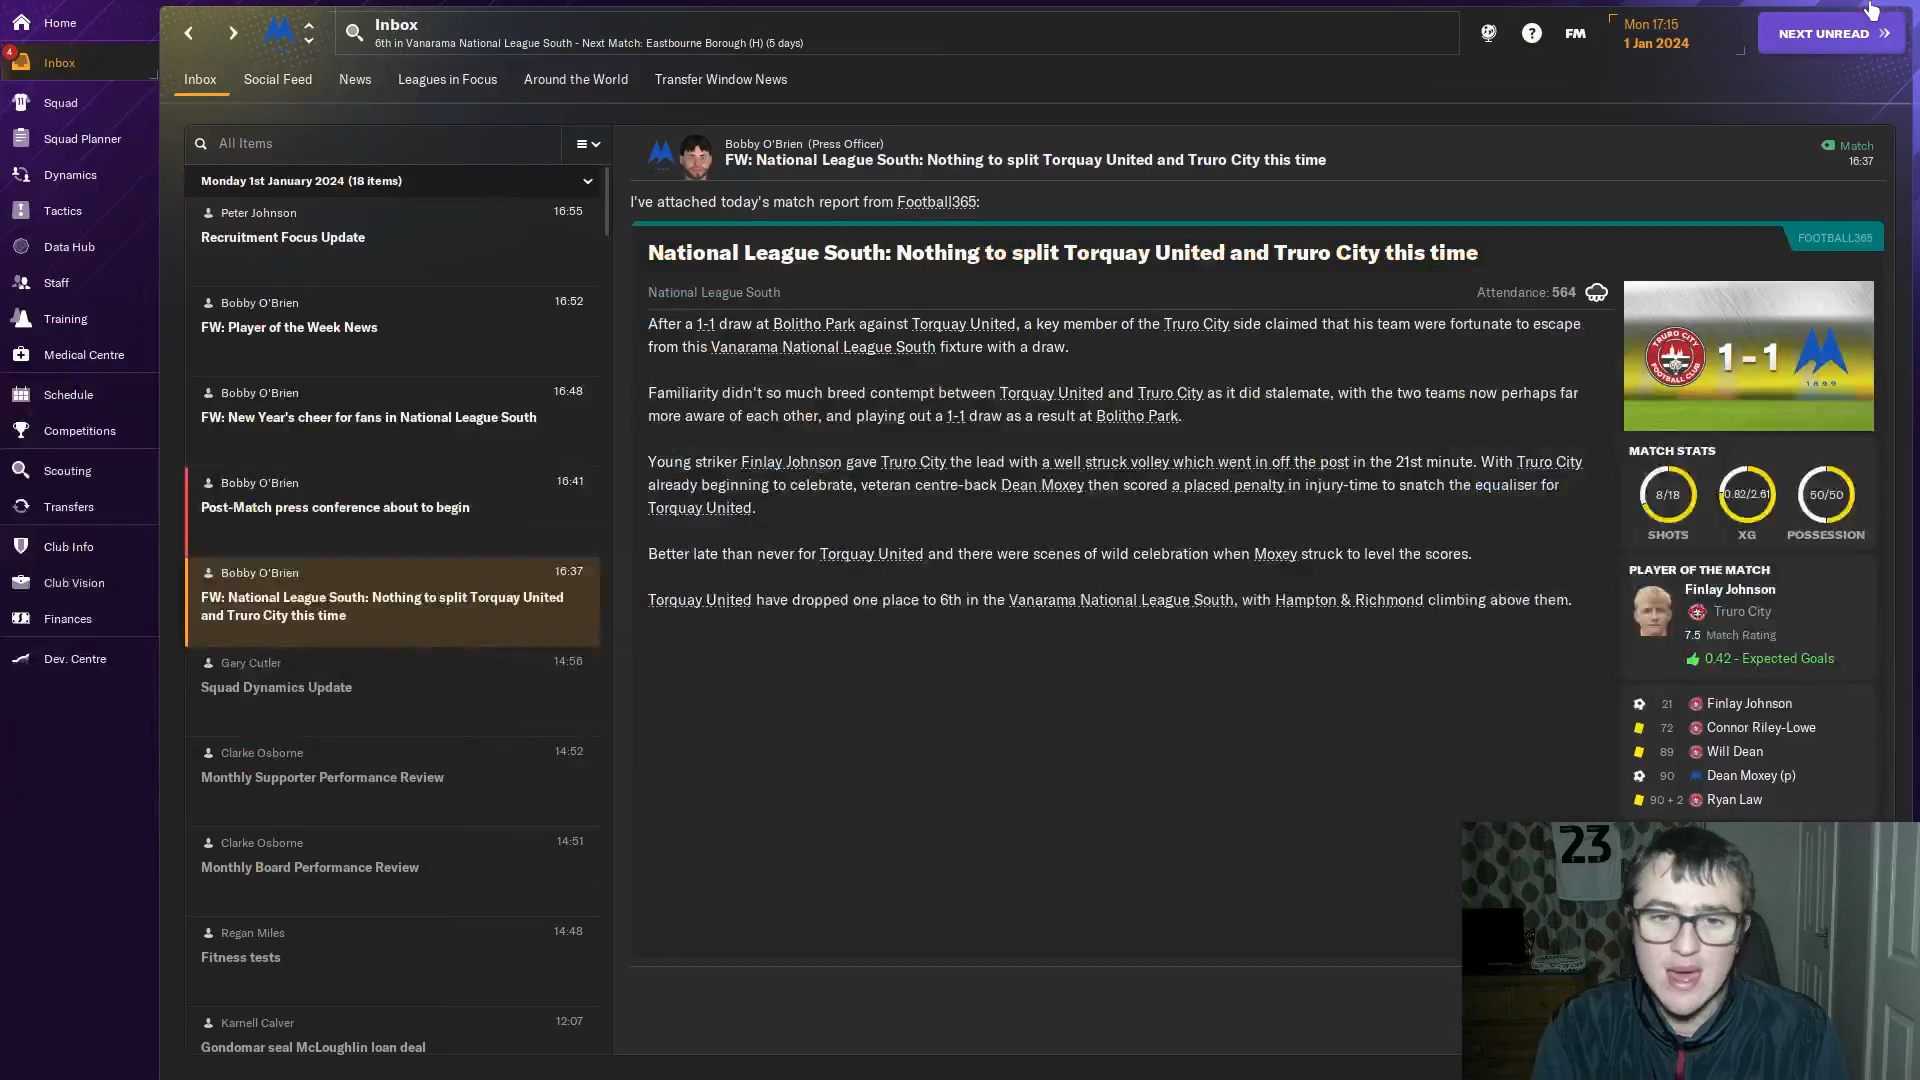 Home
4
Inbox
Squad
Squad Planner
Dynamics
Tactics
Data Hub
Staff
Training
Medical Centre
Schedule
Competitions
Scouting
Transfers
Club Info
Club Vision
Finances
Dev. Centre
Inbox
6th in Vanarama National League South - Next Match: Eastbourne Borough (H) (5 days)
FM
Mon 17:15
1 Jan 2024
NEXT UNREAD
Inbox Social Feed News Leagues in Focus Around the World Transfer Window News
All Items
Monday 1st January 2024 (18 items)
Peter Johnson 16:55
Recruitment Focus Update
Bobby O'Brien 16:52
FW: Player of the Week News
Bobby O'Brien 16:48
FW: New Year's cheer for fans in National League South
Bobby O'Brien 16:41
Post-Match press conference about to begin
Bobby O'Brien 16:37
FW: National League South: Nothing to split Torquay United
and Truro City this time
Gary Cutler 14:56
Squad Dynamics Update
Clarke Osborne 14:52
Monthly Supporter Performance Review
Clarke Osborne 14:51
Monthly Board Performance Review
Regan Miles 14:48
Fitness tests
Karnell Calver 12:07
Gondomar seal McLoughlin loan deal
Bobby O'Brien (Press Officer)
FW: National League South: Nothing to split Torquay United and Truro City this time
Match
16:37
I've attached today's match report from Football365:
FOOTBALL365
National League South: Nothing to split Torquay United and Truro City this time
National League South Attendance: 564
After a 1-1 draw at Bolitho Park against Torquay United, a key member of the Truro City side claimed that his team were fortunate to escape
from this Vanarama National League South fixture with a draw.
Familiarity didn't so much breed contempt between Torquay United and Truro City as it did stalemate, with the two teams now perhaps far
more aware of each other, and playing out a 1-1 draw as a result at Bolitho Park.
Young striker Finlay Johnson gave Truro City the lead with a well struck volley which went in off the post in the 21st minute. With Truro City
already beginning to celebrate, veteran centre-back Dean Moxey then scored a placed penalty in injury-time to snatch the equaliser for
Torquay United.
Better late than never for Torquay United and there were scenes of wild celebration when Moxey struck to level the scores.
Torquay United have dropped one place to 6th in the Vanarama National League South, with Hampton & Richmond climbing above them.
TRURO CITY
FOOTBALL CLUB
1 - 1
1899
MATCH STATS
8/18 0.82/2.61 50/50
SHOTS XG POSSESSION
PLAYER OF THE MATCH
Finlay Johnson
Truro City
7.5 Match Rating
0.42 - Expected Goals
21 Finlay Johnson
72 Connor Riley-Lowe
89 Will Dean
90 Dean Moxey (p)
90 + 2 Ryan Law
23